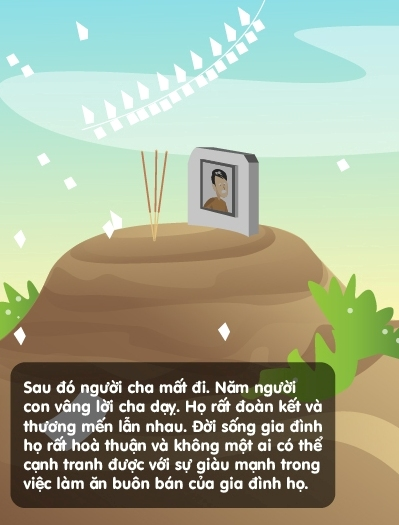 Sau đó người cha mất đi. Năm người
con vâng lời cha dạy. Họ rất đoàn kết và
thương mến lẫn nhau. Đời sống gia đình
họ rất hoà thuận và không một ai có thể
cạnh tranh được với sự giàu mạnh trong
việc làm ăn buôn bán của gia đình họ.